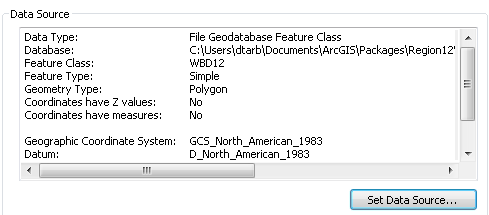 Data Source
Data Type: File Geodatabase Feature Class
Database: C:\Users\dtarb\Documents\ArcGIS\Packages\Region12'
Feature Class: WBD12
Feature Type: Simple
Geometry Type: Polygon
Coordinates have Z values: No
Coordinates have measures: No
Geographic Coordinate System: GCS_North_American_1983
Datum: D_North_American_1983
Set Data Source...